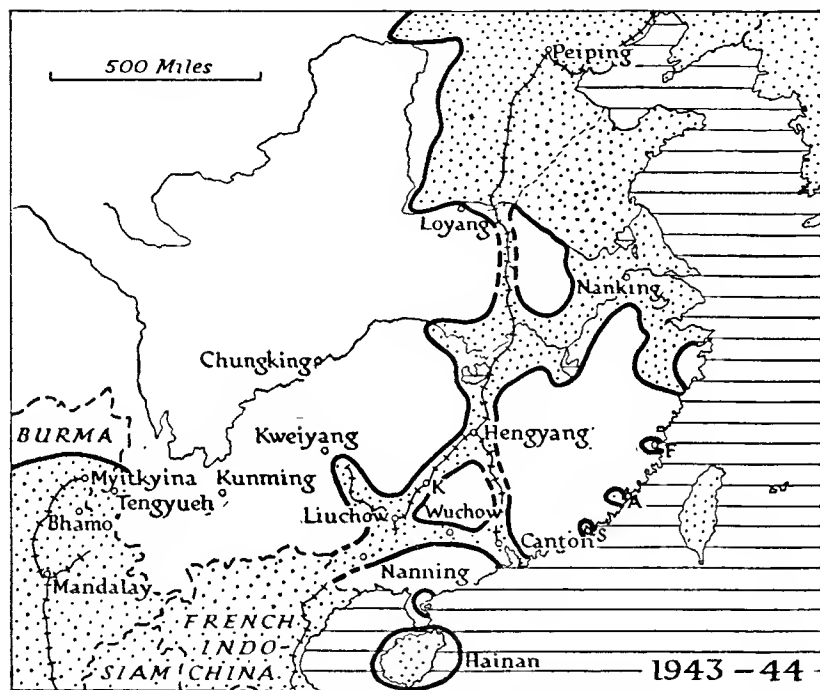 500 Miles
Peiping
Loyang
Nanking
Chungking
BURMA
Kweiyang
Hengyang
F
Myitkyina
Kunming
Tengyueh
K
A
Bhamo
Liuchow
Wuchow
S
Canton
Mandalay
Nanning
FRENCH
INDO-
SIAM CHINA
Hainan
1943-44